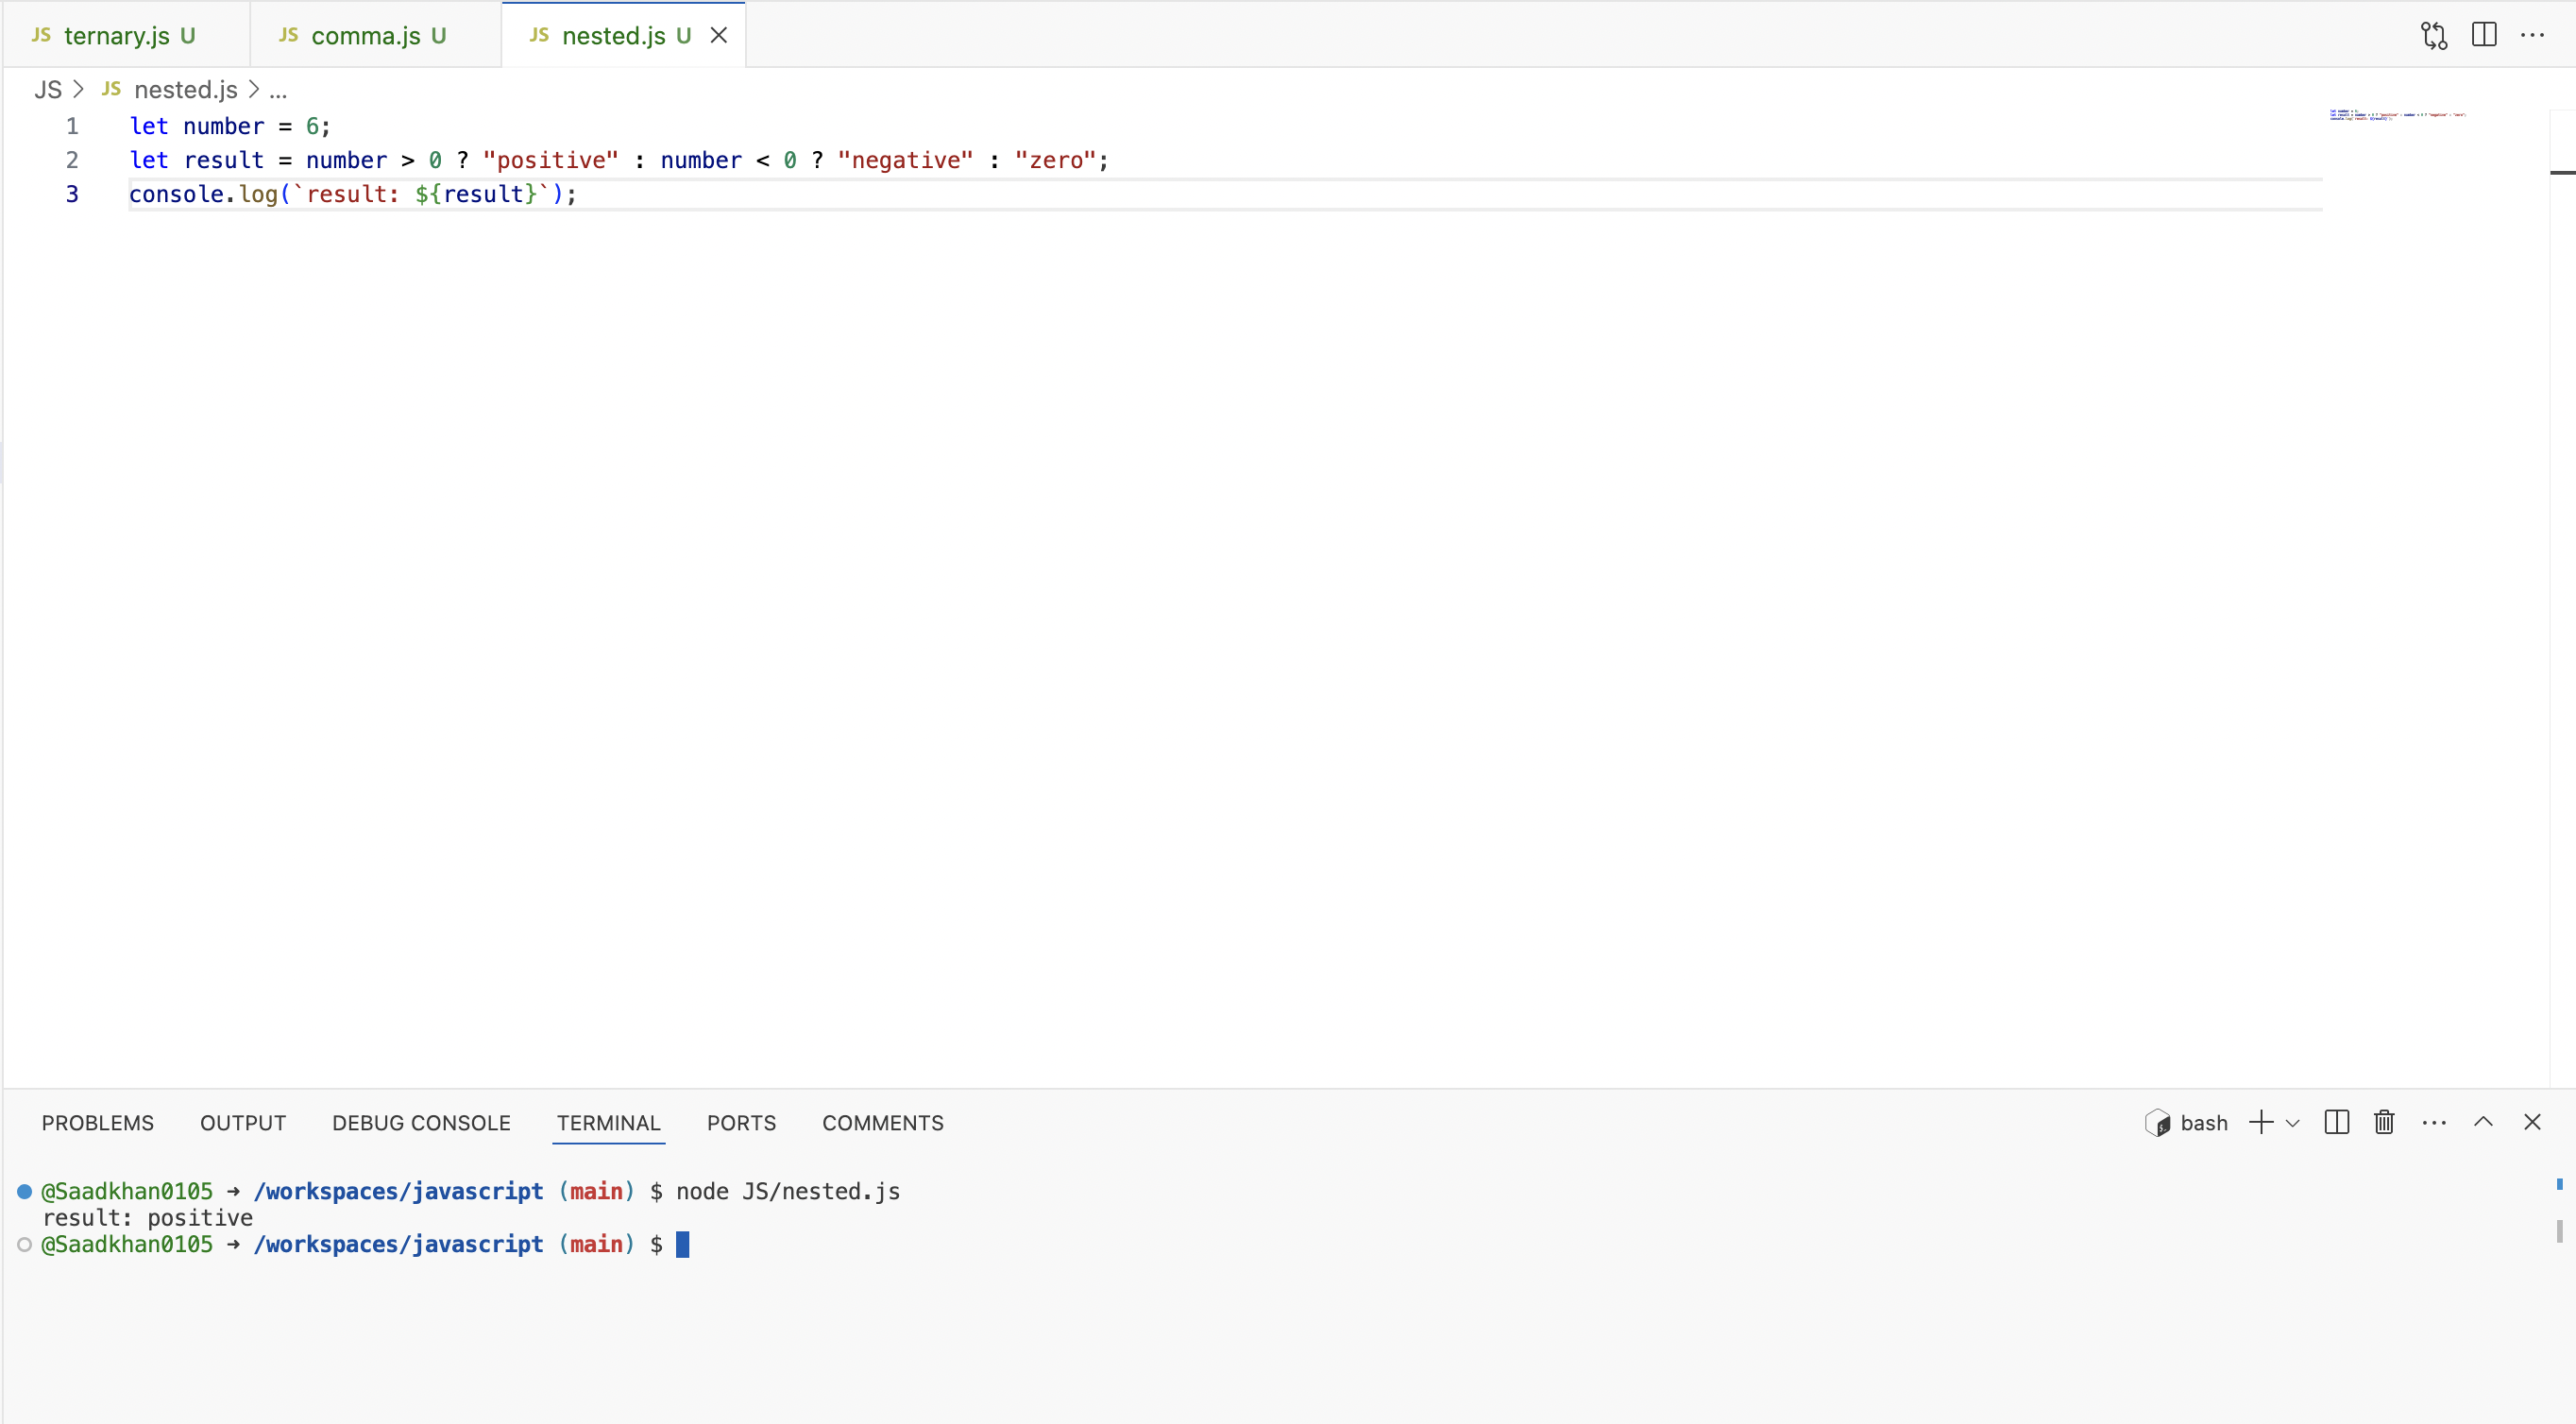 JS ternary.js U JS comma.js U JS nested.js U
JS > JS nested.js > ...
1 let number = 6;
2 let result = number > 0 ? "positive" : number < 0 ? "negative" : "zero";
3 console.log(`result: ${result}`);
PROBLEMS OUTPUT DEBUG CONSOLE TERMINAL PORTS COMMENTS bash
@Saadkhan0105 → /workspaces/javascript (main) $ node JS/nested.js
result: positive
@Saadkhan0105 → /workspaces/javascript (main) $